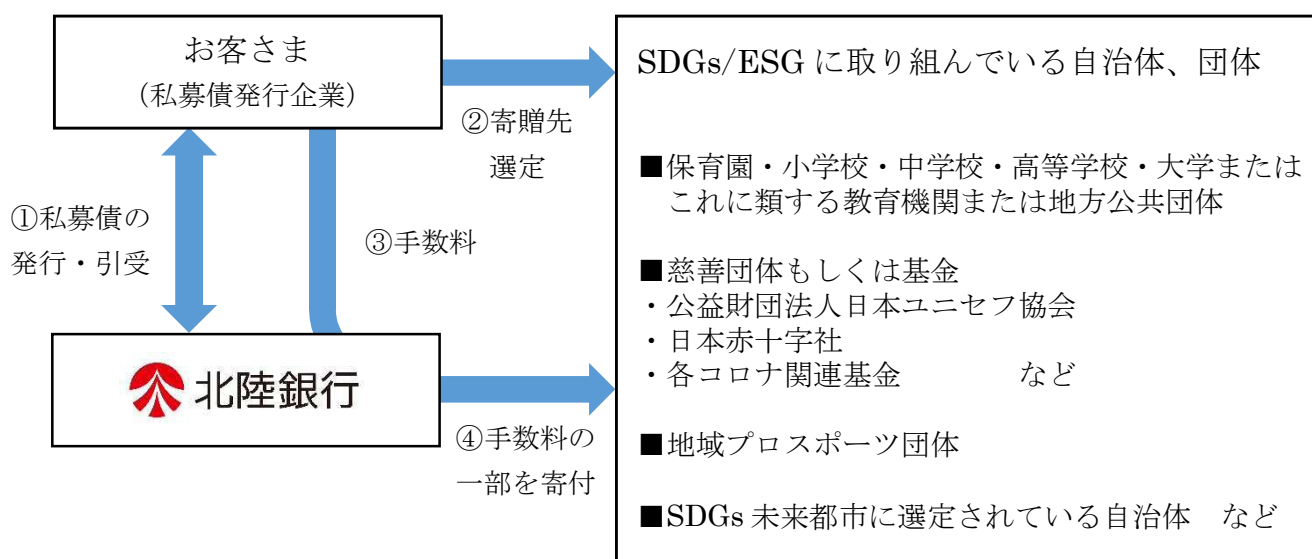 お客さま
（私募債発行企業）
①私募債の
発行・引受
②寄贈先
選定
③手数料
北陸銀行
④手数料の
一部を寄付
SDGs/ESG に取り組んでいる自治体、団体
■保育園・小学校・中学校・高等学校・大学または
これに類する教育機関または地方公共団体
■慈善団体もしくは基金
・公益財団法人日本ユニセフ協会
・日本赤十字社
・各コロナ関連基金　　　　など
■地域プロスポーツ団体
■SDGs 未来都市に選定されている自治体　など